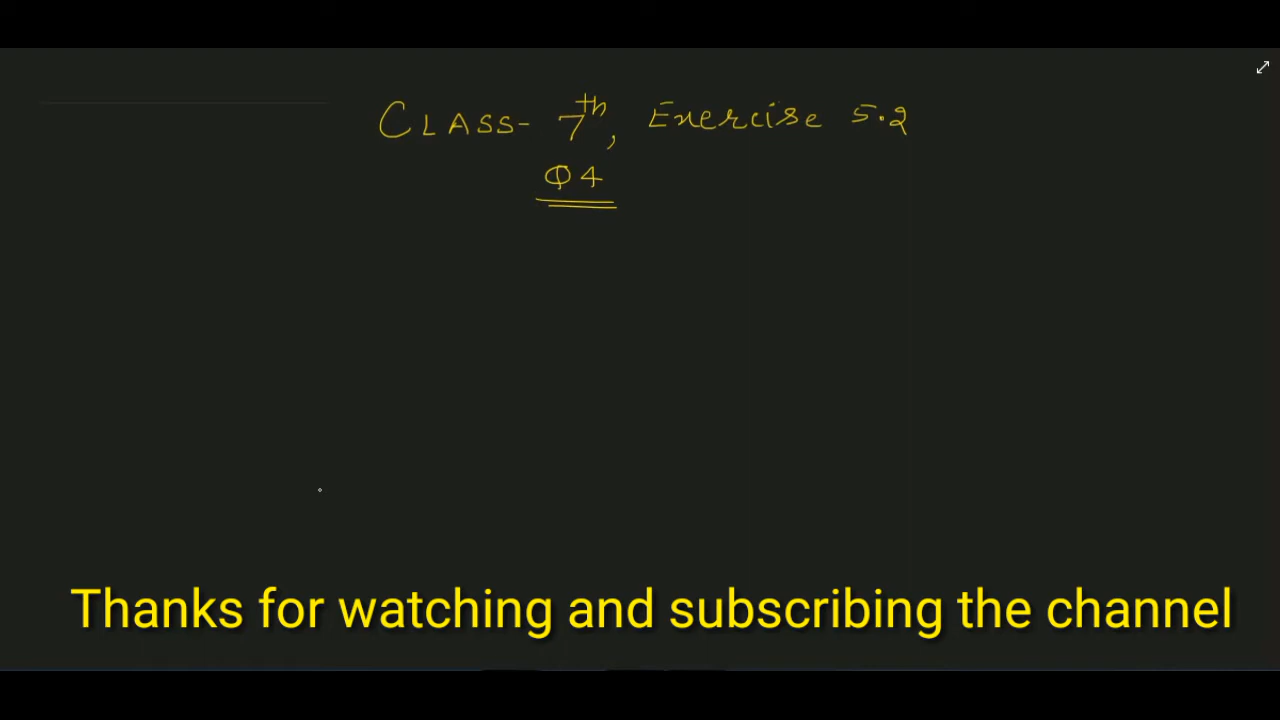 CLASS- 7th, Exercise 5.2
Q4
Thanks for watching and subscribing the channel